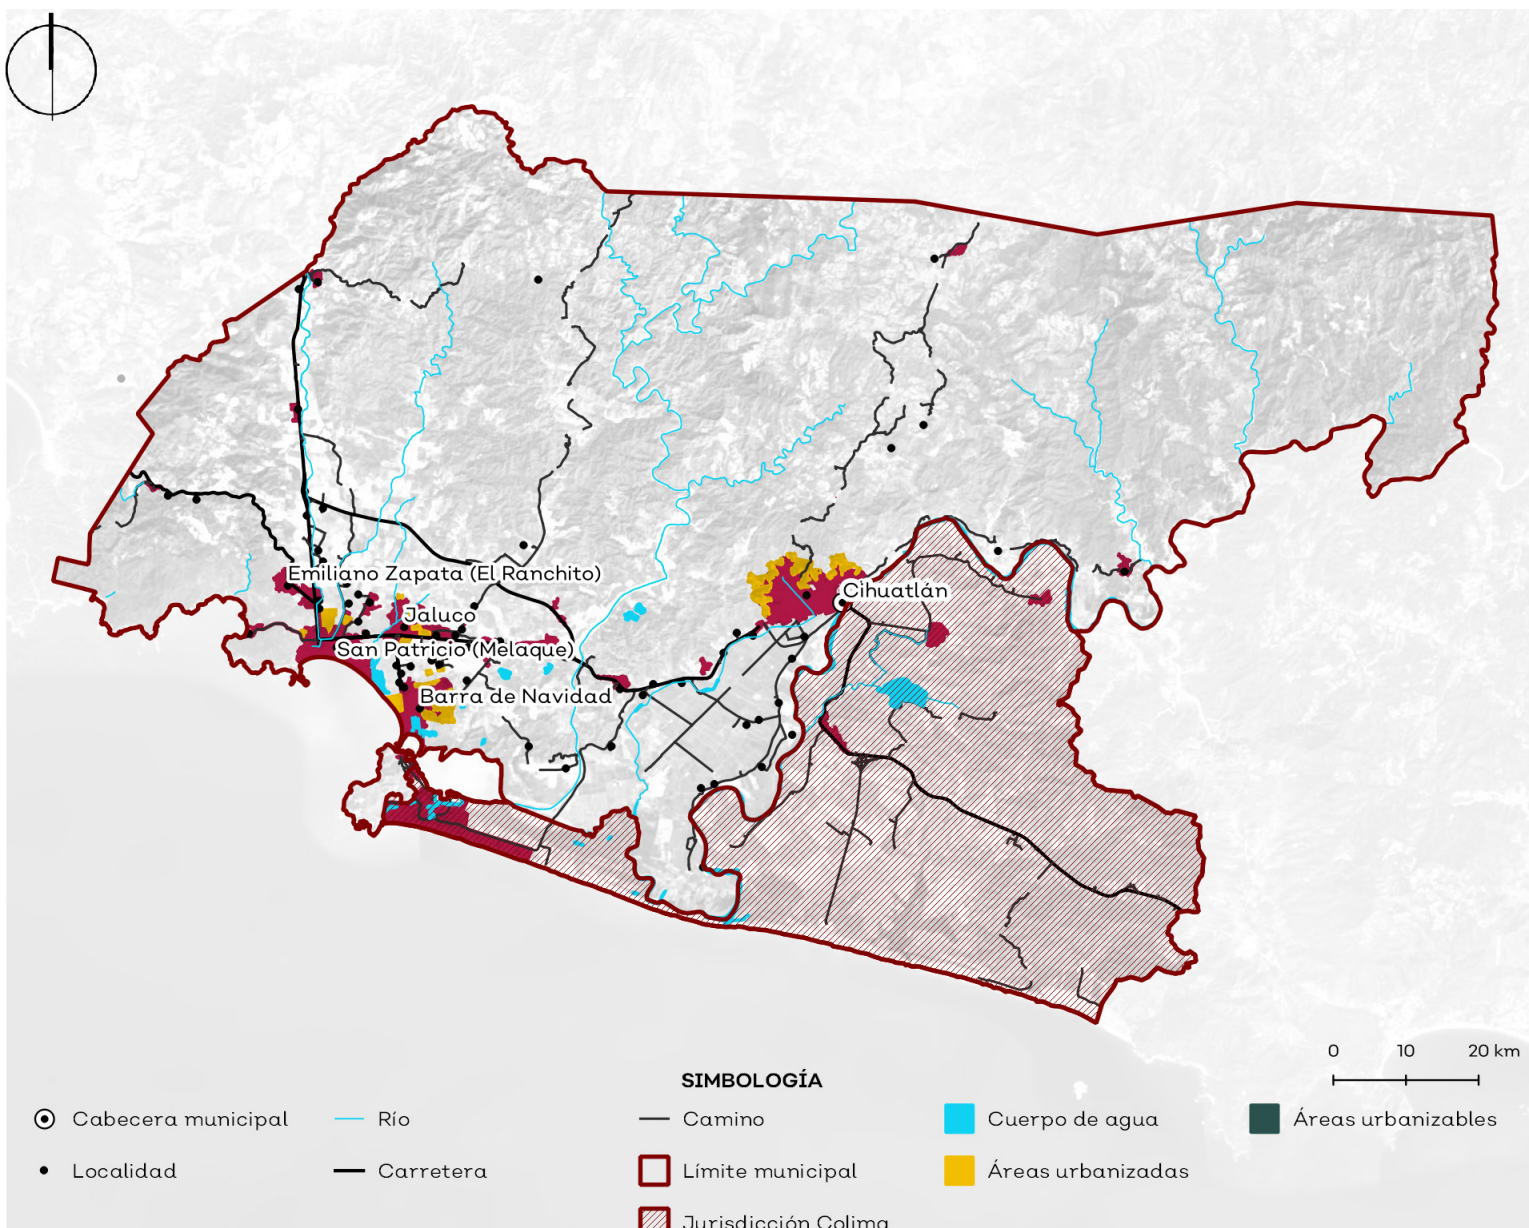 Emiliano Zapata (El Ranchito)
Cihuatlán
Jaluco
San Patricio (Melaque)
Barra de Navidad
0 10 20 km
SIMBOLOGÍA
Cabecera municipal
Río
Camino
Cuerpo de agua
Áreas urbanizables
Localidad
Carretera
Límite municipal
Áreas urbanizadas
Jurisdicción Colima